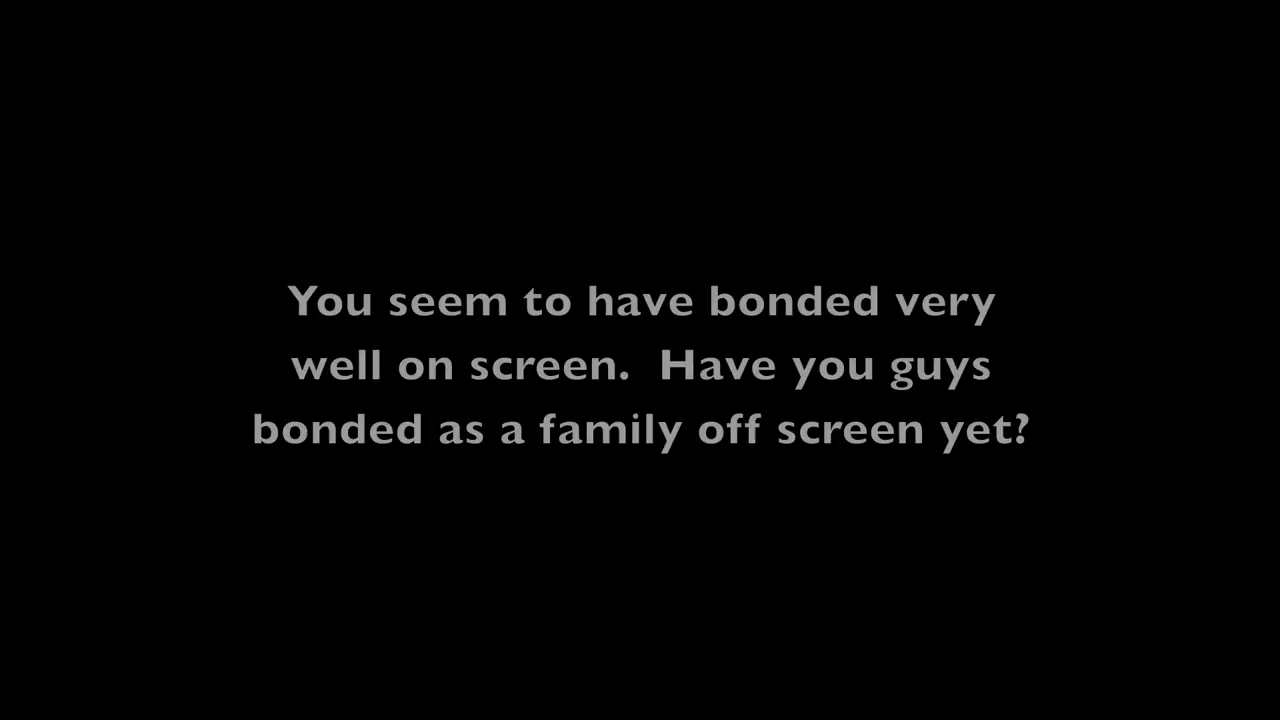 You seem to have bonded very
well on screen.  Have you guys
bonded as a family off screen yet?